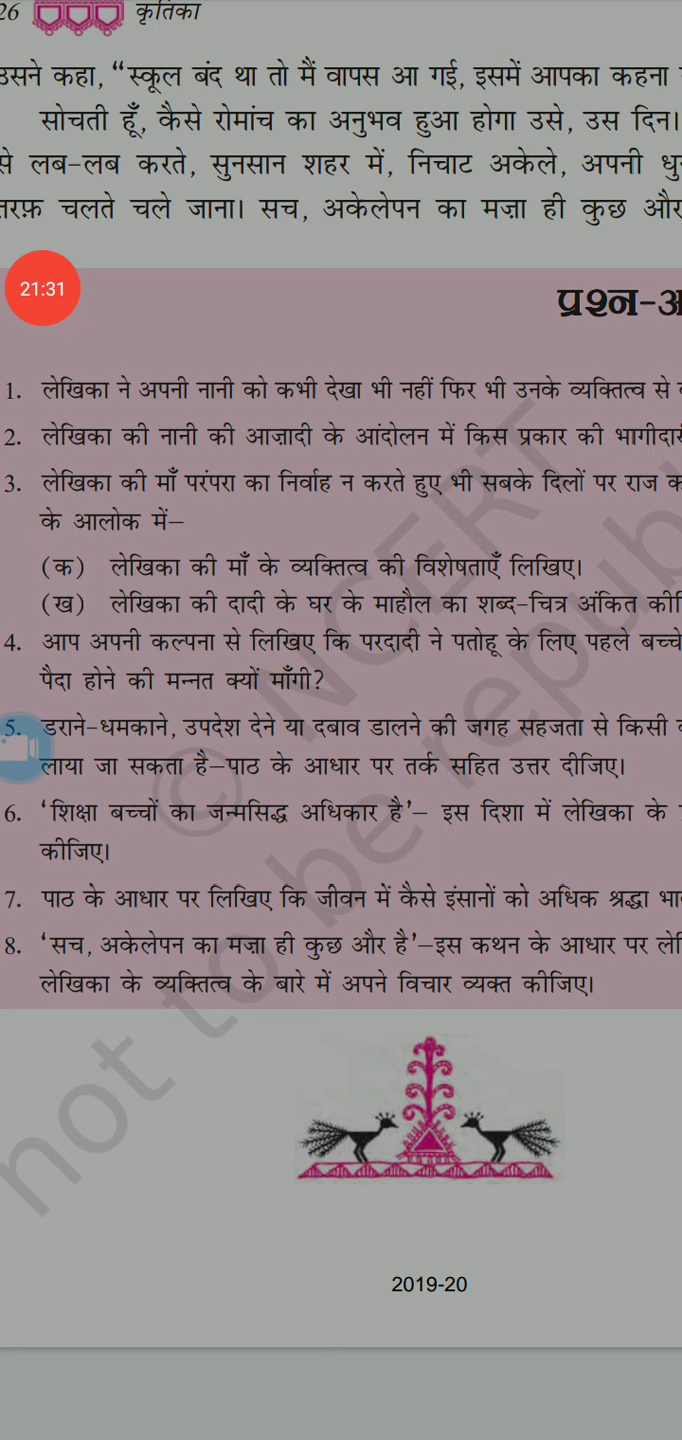 26 कृतिका
उसने कहा, “स्कूल बंद था तो मैं वापस आ गई, इसमें आपका कहना
सोचती हूँ, कैसे रोमांच का अनुभव हुआ होगा उसे, उस दिन।
से लब-लब करते, सुनसान शहर में, निचाट अकेले, अपनी
तरफ़ चलते चले जाना। सच, अकेलेपन का मज़ा ही कुछ और
21:31
प्रश्न-अ
1. लेखिका ने अपनी नानी को कभी देखा भी नहीं फिर भी उनके व्यक्तित्व से
2. लेखिका की नानी की आज़ादी के आंदोलन में किस प्रकार की भागीदारी
3. लेखिका की माँ परंपरा का निर्वाह न करते हुए भी सबके दिलों पर राज
के आलोक में–
(क) लेखिका की माँ के व्यक्तित्व की विशेषताएँ लिखिए।
(ख) लेखिका की दादी के घर के माहौल का शब्द-चित्र अंकित
4. आप अपनी कल्पना से लिखिए कि परदादी ने पतोहू के लिए पहले बच्चे
पैदा होने की मन्नत क्यों माँगी?
5. डराने-धमकाने, उपदेश देने या दबाव डालने की जगह सहजता से किसी
लाया जा सकता है–पाठ के आधार पर तर्क सहित उत्तर दीजिए।
6. ‘शिक्षा बच्चों का जन्मसिद्ध अधिकार है’– इस दिशा में लेखिका के
कीजिए।
7. पाठ के आधार पर लिखिए कि जीवन में कैसे इंसानों को अधिक श्रद्धा
8. ‘सच, अकेलेपन का मज़ा ही कुछ और है’–इस कथन के आधार पर
लेखिका के व्यक्तित्व के बारे में अपने विचार व्यक्त कीजिए।
© NCERT
not to be repub
2019-20